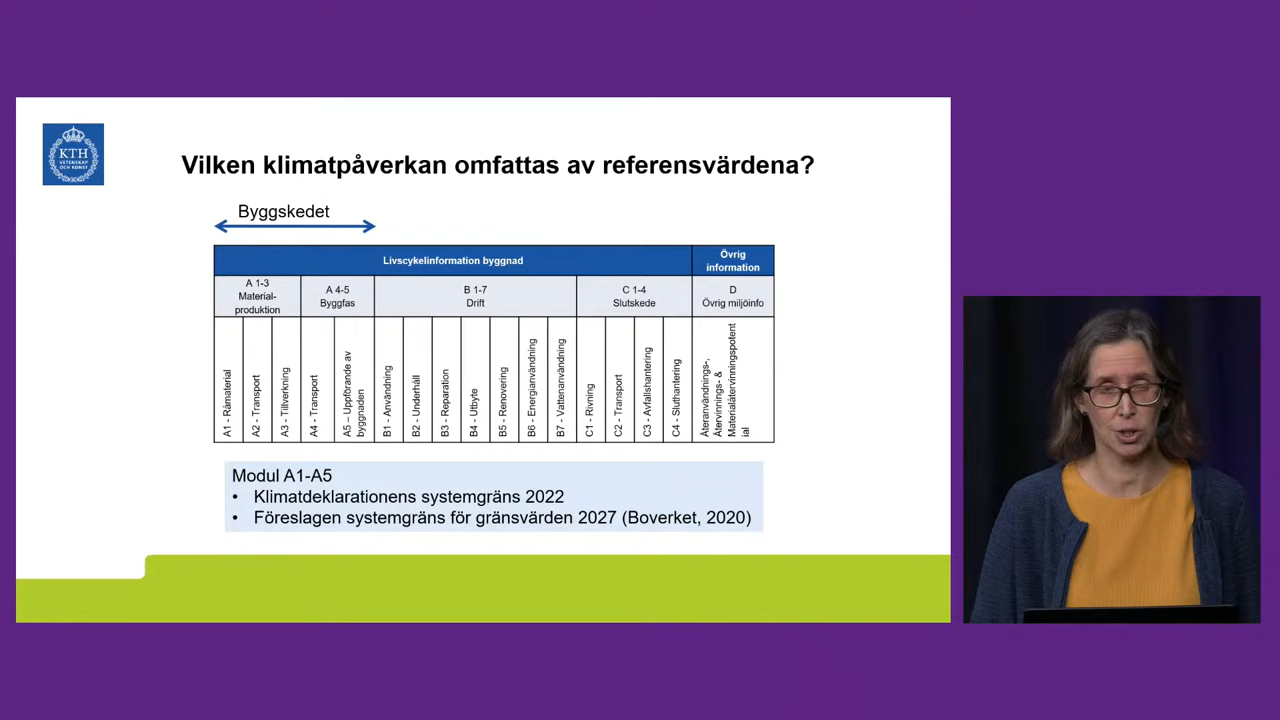 KTH
VETENSKAP
OCH KONST
Vilken klimatpåverkan omfattas av referensvärdena?
Byggskedet
Livscykelinformation byggnad
Övrig
information
A 1-3
Material-
produktion
A 4-5
Byggfas
B 1-7
Drift
C 1-4
Slutskede
D
Övrig miljöinfo
A1 - Råmaterial
A2 - Transport
A3 - Tillverkning
A4 - Transport
A5 – Uppförande av
byggnaden
B1 - Användning
B2 - Underhåll
B3 - Reparation
B4 - Utbyte
B5 - Renovering
B6 - Energianvändning
B7 - Vattenanvändning
C1 - Rivning
C2 - Transport
C3 - Avfallshantering
C4 - Sluthantering
Återanvändnings-,
Återvinnings- &
Materialåtervinningspotent
ial
Modul A1-A5
• Klimatdeklarationens systemgräns 2022
• Föreslagen systemgräns för gränsvärden 2027 (Boverket, 2020)